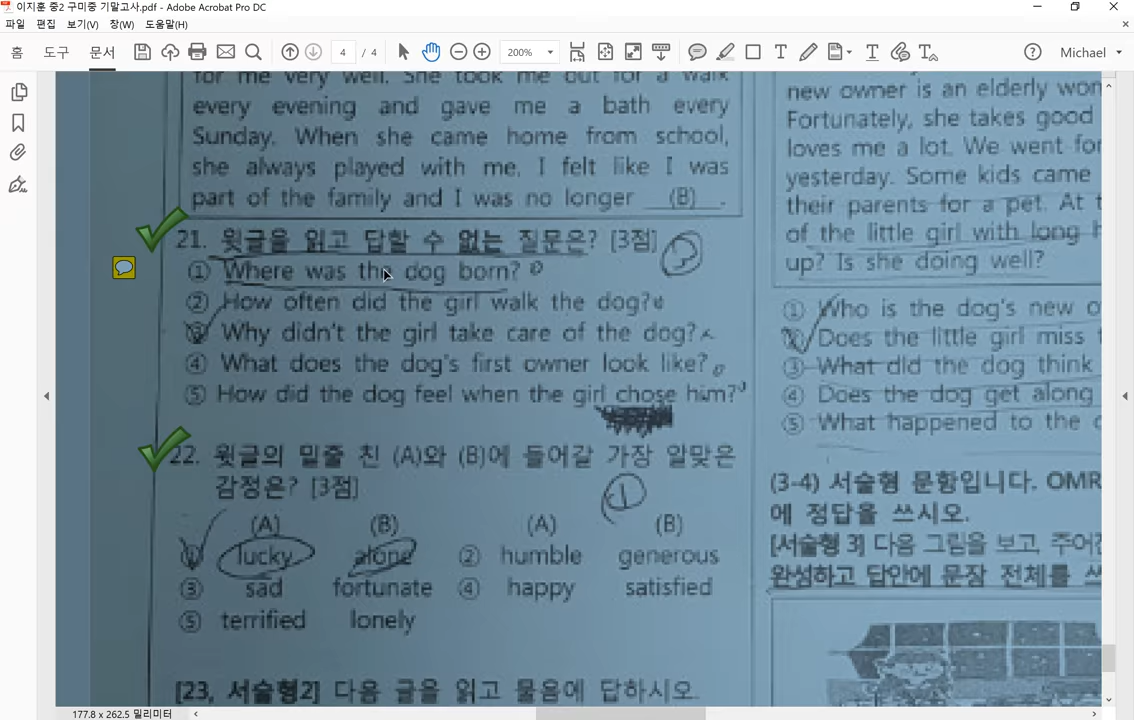 이지훈 중2 구미중 기말고사.pdf - Adobe Acrobat Pro DC
파일 편집 보기(V) 창(W) 도움말(H)
홈 도구 문서 4 / 4 200% Michael
for me very well. She took me out for a walk
every evening and gave me a bath every
Sunday. When she came home from school,
she always played with me. I felt like I was
part of the family and I was no longer (B) .
21. 윗글을 읽고 답할 수 없는 질문은? [3점] ③
① Where was the dog born?
② How often did the girl walk the dog?
③ Why didn't the girl take care of the dog?
④ What does the dog's first owner look like?
⑤ How did the dog feel when the girl chose him?
22. 윗글의 밑줄 친 (A)와 (B)에 들어갈 가장 알맞은
감정은? [3점] ①
(A) (B) (A) (B)
① lucky alone ② humble generous
③ sad fortunate ④ happy satisfied
⑤ terrified lonely
[23, 서술형2] 다음 글을 읽고 물음에 답하시오.
new owner is an elderly wom
Fortunately, she takes good
loves me a lot. We went for
yesterday. Some kids came
their parents for a pet. At t
of the little girl with long h
up? Is she doing well?
① Who is the dog's new o
② Does the little girl miss t
③ What did the dog think
④ Does the dog get along
⑤ What happened to the d
(3-4) 서술형 문항입니다. OMR
에 정답을 쓰시오.
[서술형 3] 다음 그림을 보고, 주어진
완성하고 답안에 문장 전체를 쓰
177.8 x 262.5 밀리미터